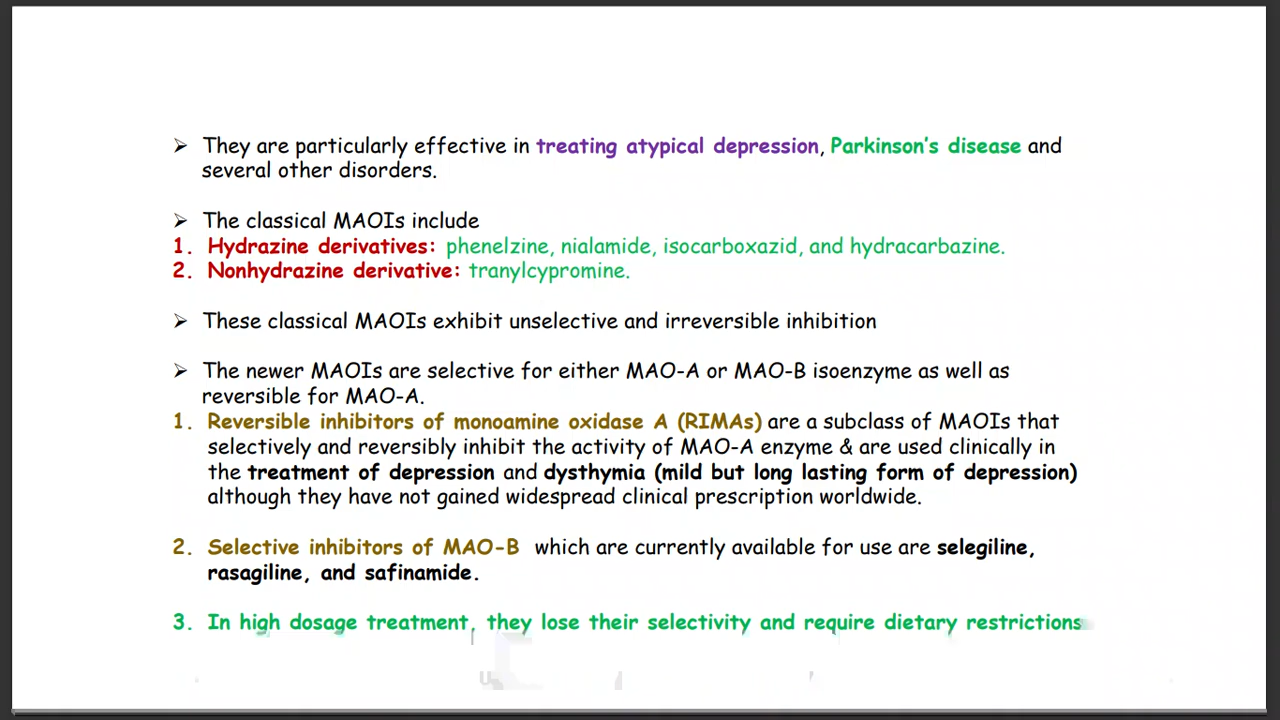 ➢ They are particularly effective in treating atypical depression, Parkinson's disease and
several other disorders.
➢ The classical MAOIs include
1. Hydrazine derivatives: phenelzine, nialamide, isocarboxazid, and hydracarbazine.
2. Nonhydrazine derivative: tranylcypromine.
➢ These classical MAOIs exhibit unselective and irreversible inhibition
➢ The newer MAOIs are selective for either MAO-A or MAO-B isoenzyme as well as
reversible for MAO-A.
1. Reversible inhibitors of monoamine oxidase A (RIMAs) are a subclass of MAOIs that
selectively and reversibly inhibit the activity of MAO-A enzyme & are used clinically in
the treatment of depression and dysthymia (mild but long lasting form of depression)
although they have not gained widespread clinical prescription worldwide.
2. Selective inhibitors of MAO-B which are currently available for use are selegiline,
rasagiline, and safinamide.
3. In high dosage treatment, they lose their selectivity and require dietary restrictions